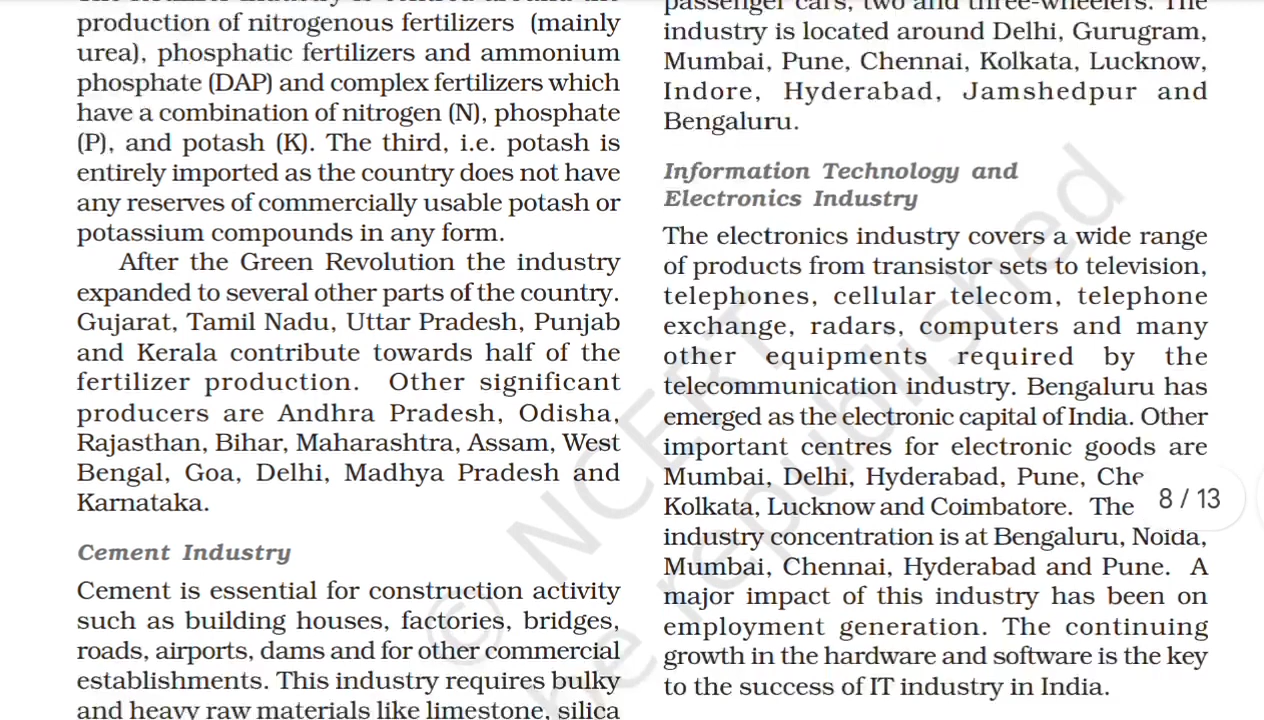 production of nitrogenous fertilizers (mainly
urea), phosphatic fertilizers and ammonium
phosphate (DAP) and complex fertilizers which
have a combination of nitrogen (N), phosphate
(P), and potash (K). The third, i.e. potash is
entirely imported as the country does not have
any reserves of commercially usable potash or
potassium compounds in any form.
After the Green Revolution the industry
expanded to several other parts of the country.
Gujarat, Tamil Nadu, Uttar Pradesh, Punjab
and Kerala contribute towards half of the
fertilizer production. Other significant
producers are Andhra Pradesh, Odisha,
Rajasthan, Bihar, Maharashtra, Assam, West
Bengal, Goa, Delhi, Madhya Pradesh and
Karnataka.
Cement Industry
Cement is essential for construction activity
such as building houses, factories, bridges,
roads, airports, dams and for other commercial
establishments. This industry requires bulky
and heavy raw materials like limestone, silica
passenger cars, two and three-wheelers. The
industry is located around Delhi, Gurugram,
Mumbai, Pune, Chennai, Kolkata, Lucknow,
Indore, Hyderabad, Jamshedpur and
Bengaluru.
Information Technology and
Electronics Industry
The electronics industry covers a wide range
of products from transistor sets to television,
telephones, cellular telecom, telephone
exchange, radars, computers and many
other equipments required by the
telecommunication industry. Bengaluru has
emerged as the electronic capital of India. Other
important centres for electronic goods are
Mumbai, Delhi, Hyderabad, Pune,
Kolkata, Lucknow and Coimbatore. The
industry concentration is at Bengaluru, Noida,
Mumbai, Chennai, Hyderabad and Pune. A
major impact of this industry has been on
employment generation. The continuing
growth in the hardware and software is the key
to the success of IT industry in India.
8 / 13
© NCERT
be republished